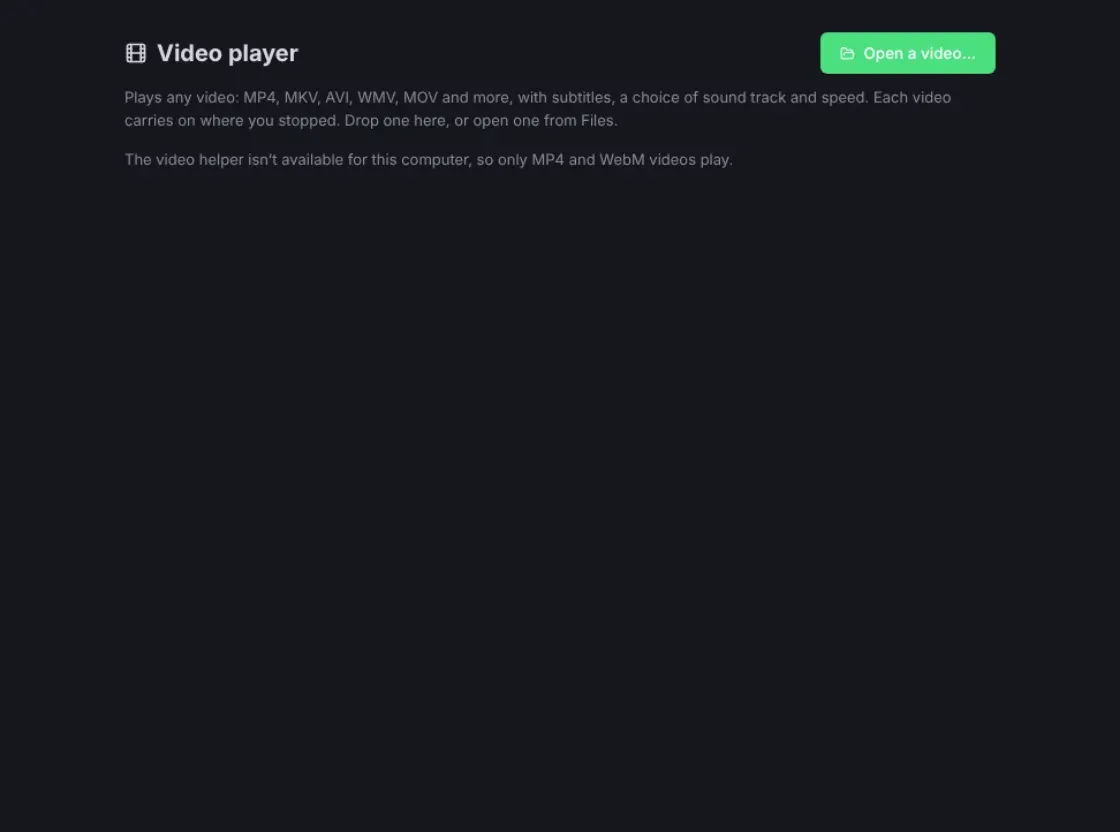 Video player
Open a video...
Plays any video: MP4, MKV, AVI, WMV, MOV and more, with subtitles, a choice of sound track and speed. Each video
carries on where you stopped. Drop one here, or open one from Files.
The video helper isn’t available for this computer, so only MP4 and WebM videos play.